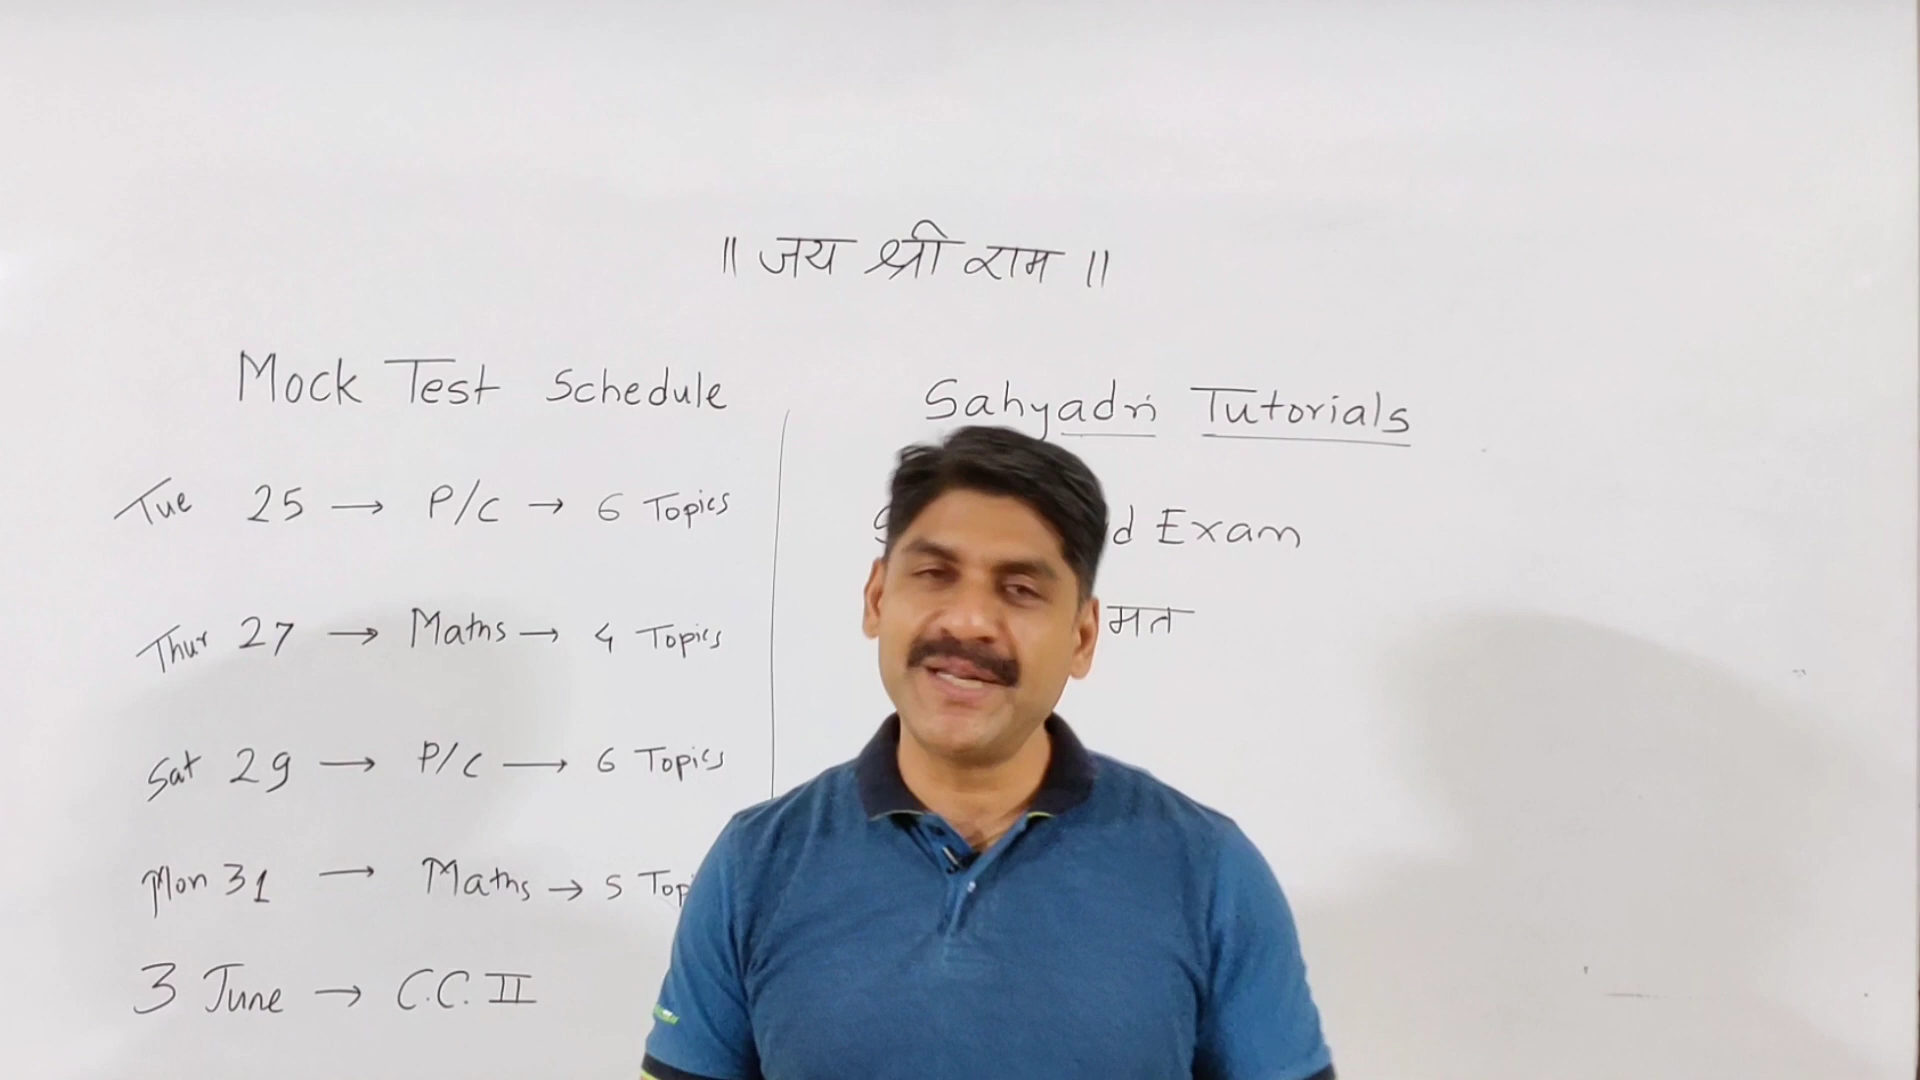 ॥ जय श्री राम ॥
Mock Test Schedule
Tue 25 → P/C → 6 Topics
Thur 27 → Maths → 4 Topics
Sat 29 → P/C → 6 Topics
Mon 31 → Maths → 5
3 June → C.C. II
Sahyadri Tutorials
Exam